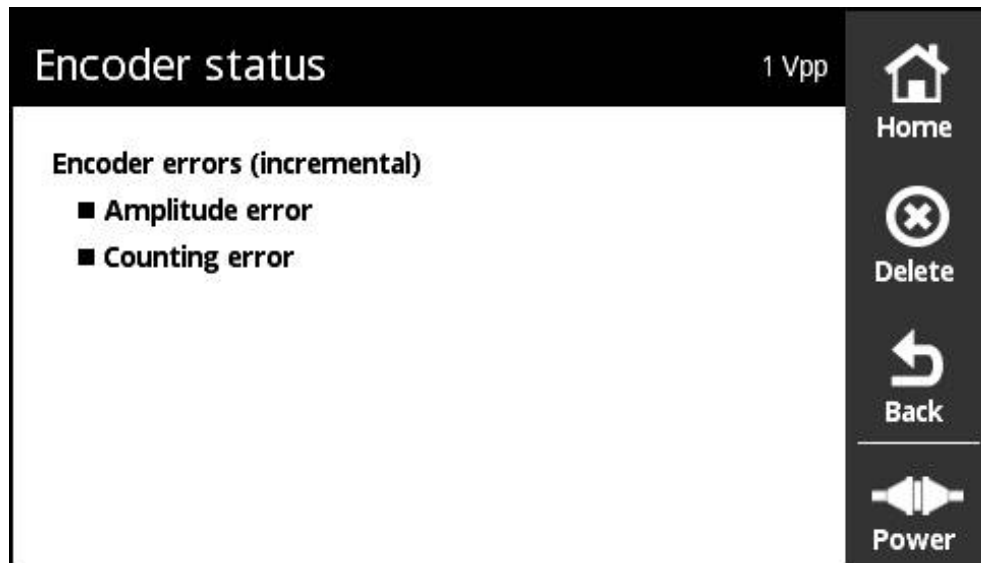 Encoder status
1 Vpp
Encoder errors (incremental)
■ Amplitude error
■ Counting error
Home
Delete
Back
Power